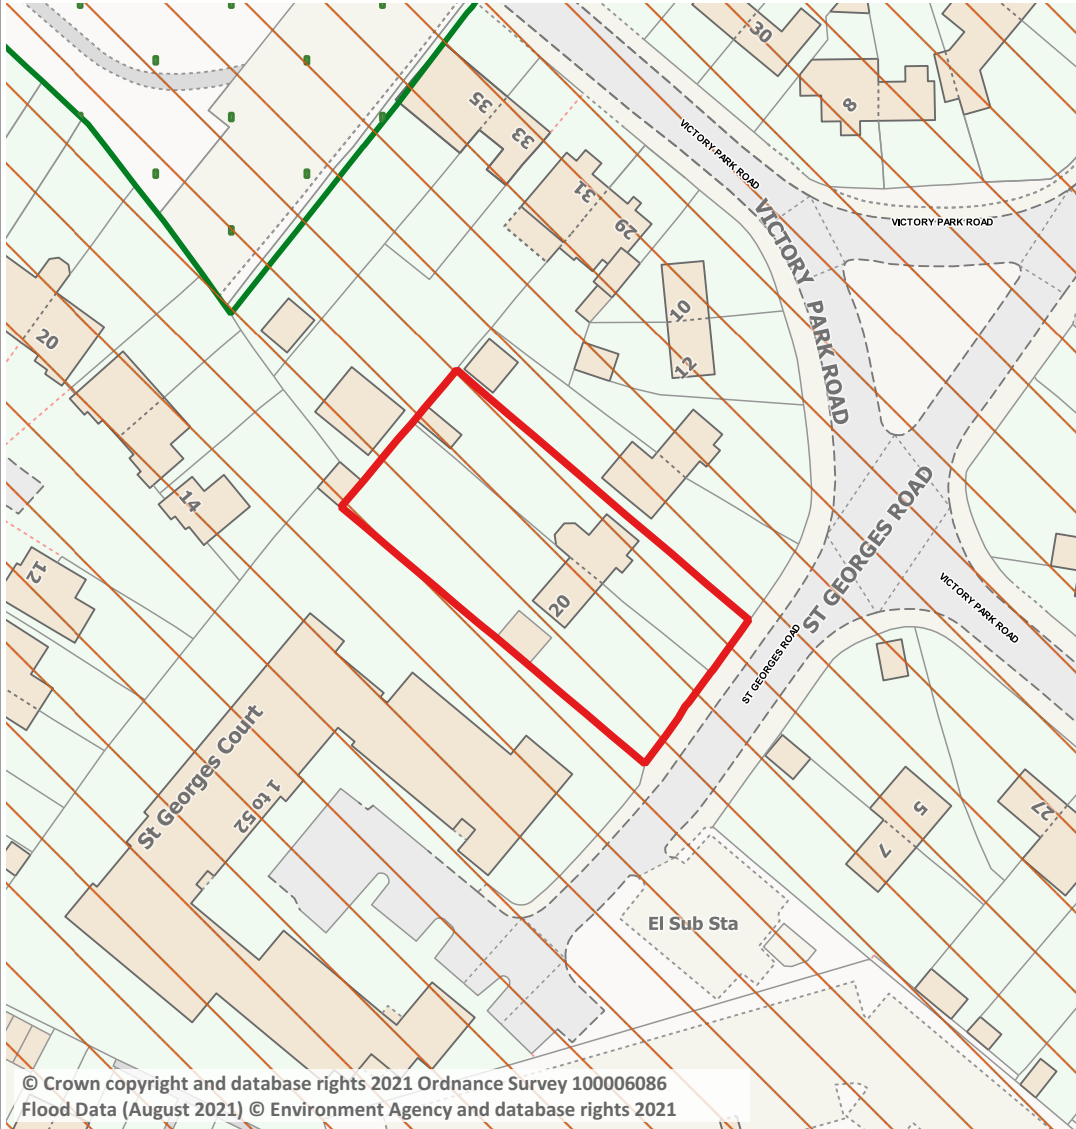 30
35
8
33
VICTORY PARK ROAD
31
VICTORY PARK ROAD
29
VICTORY PARK ROAD
10
20
12
14
ST GEORGES ROAD
12
20
VICTORY PARK ROAD
ST GEORGES ROAD
St Georges Court
1 to 52
5
27
7
El Sub Sta
© Crown copyright and database rights 2021 Ordnance Survey 100006086
Flood Data (August 2021) © Environment Agency and database rights 2021